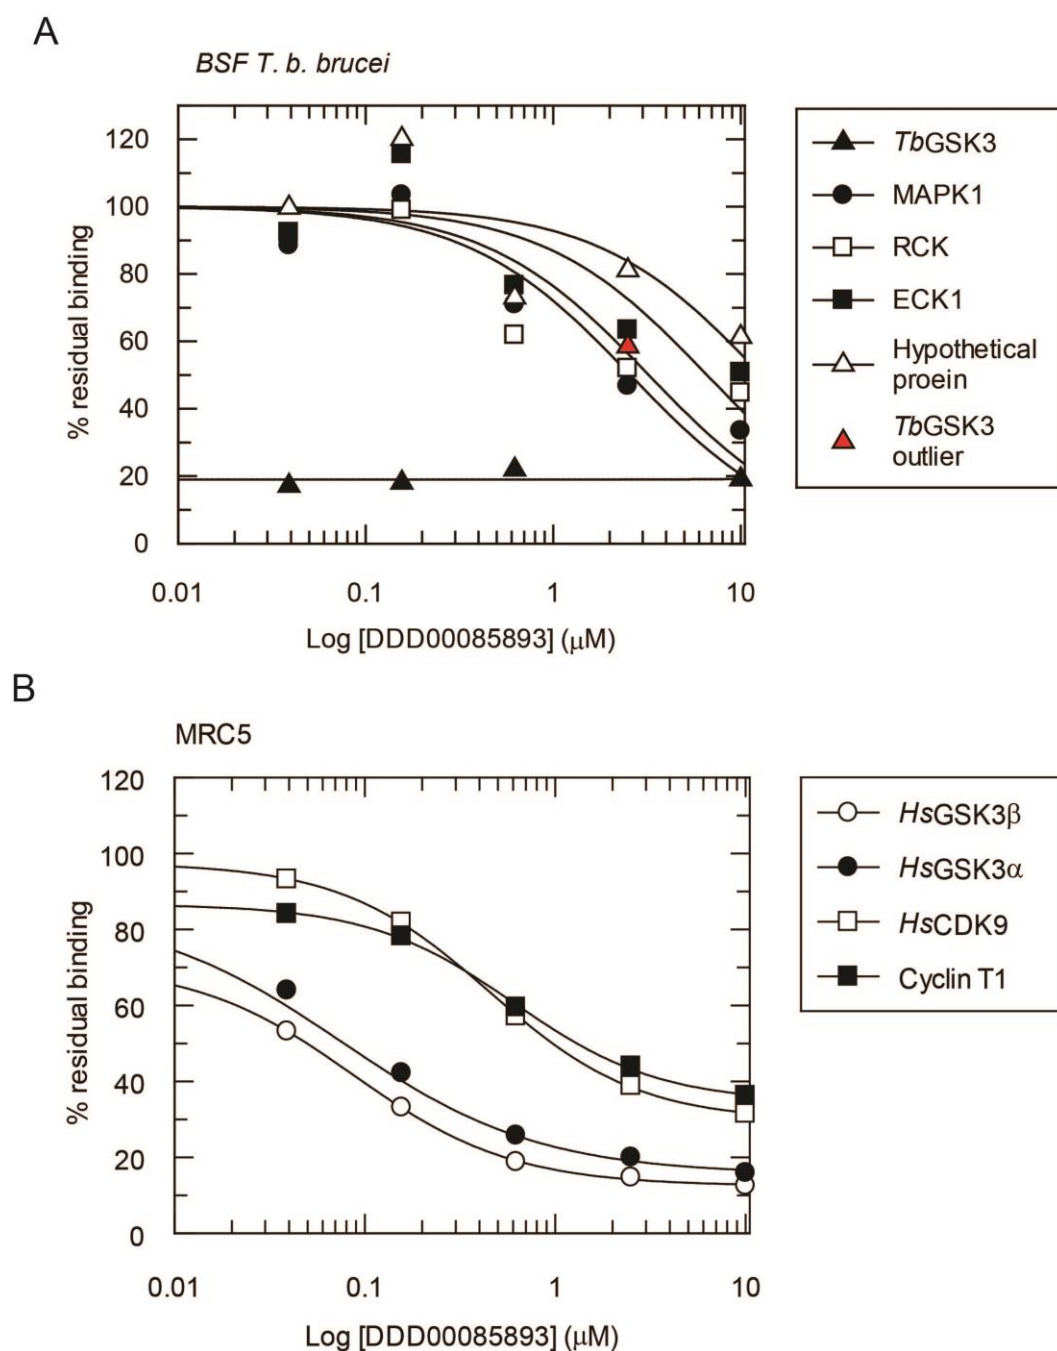 A
BSF T. b. brucei
120
100
80
60
40
20
0
% residual binding
0.01 0.1 1 10
Log [DDD00085893] (μM)
TbGSK3
MAPK1
RCK
ECK1
Hypothetical
proein
TbGSK3
outlier
B
MRC5
120
100
80
60
40
20
0
% residual binding
0.01 0.1 1 10
Log [DDD00085893] (μM)
HsGSK3β
HsGSK3α
HsCDK9
Cyclin T1